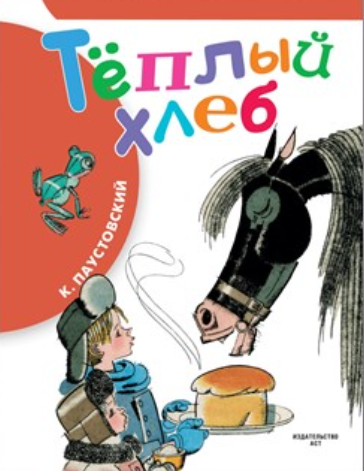 Тёплый
хлеб
К. ПАУСТОВСКИЙ
ИЗДАТЕЛЬСТВО
АСТ